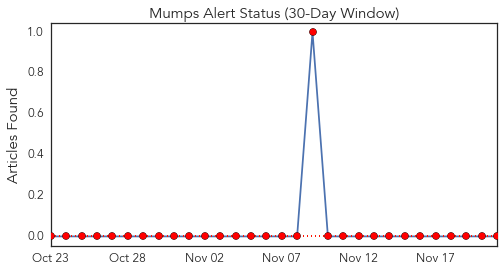 Mumps Alert Status (30-Day Window)
Articles Found
1.0
0.8
0.6
0.4
0.2
0.0
Oct 23 Oct 28 Nov 02 Nov 07 Nov 12 Nov 17